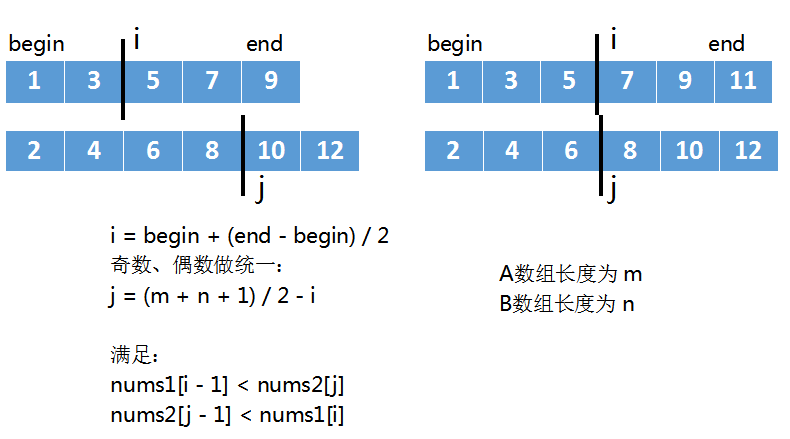 begin i end
1 3 5 7 9
2 4 6 8 10 12
j
i = begin + (end - begin) / 2
奇数、偶数做统一：
j = (m + n + 1) / 2 - i
满足：
nums1[i - 1] < nums2[j]
nums2[j - 1] < nums1[i]
begin i end
1 3 5 7 9 11
2 4 6 8 10 12
j
A数组长度为 m
B数组长度为 n